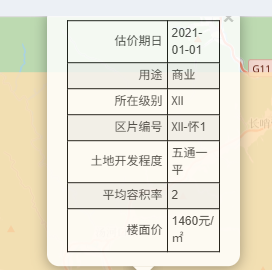 估价期日 2021-
01-01
用途 商业
所在级别 XII
区片编号 XII-怀1
土地开发程度 五通一
平
平均容积率 2
楼面价 1460元/
㎡
G11